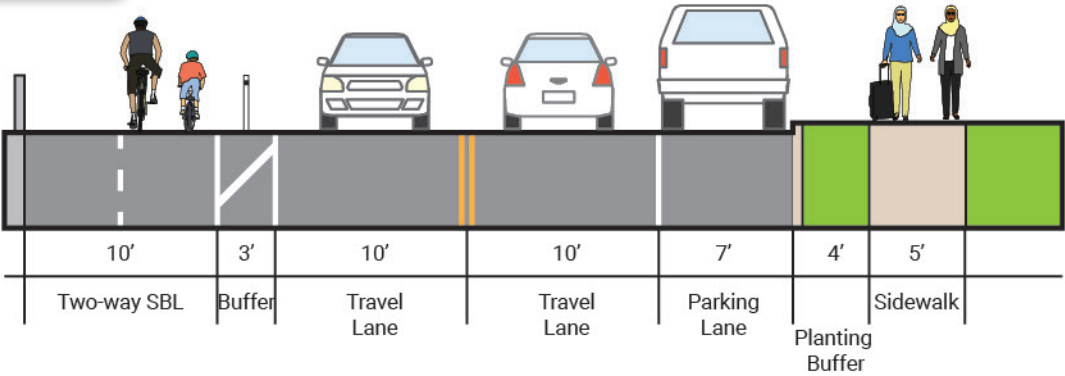 10’
3’
10’
10’
7’
4’
5’
Two-way SBL
Buffer
Travel
Lane
Travel
Lane
Parking
Lane
Planting
Buffer
Sidewalk